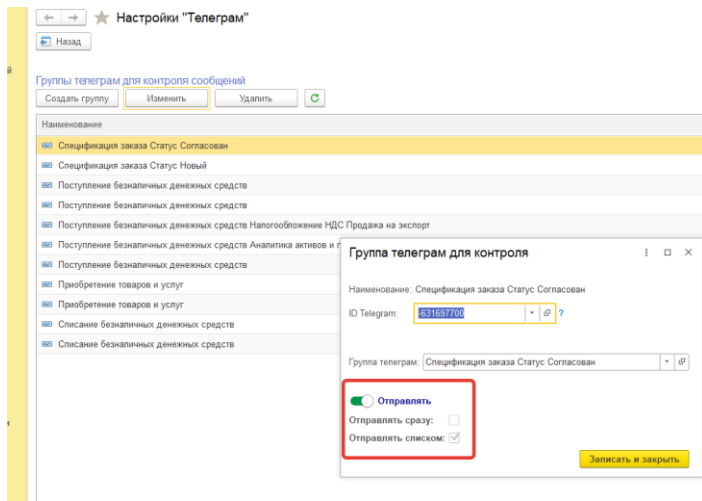 Настройки "Телеграм"
Назад
й
Группы телеграм для контроля сообщений
Создать группу Изменить Удалить
Наименование
Спецификация заказа Статус Согласован
Спецификация заказа Статус Новый
Поступление безналичных денежных средств
Поступление безналичных денежных средств
Поступление безналичных денежных средств Налогообложение НДС Продажа на экспорт
Поступление безналичных денежных средств Аналитика активов и
Поступление безналичных денежных средств
Приобретение товаров и услуг
Приобретение товаров и услуг
Списание безналичных денежных средств
Списание безналичных денежных средств
Группа телеграм для контроля
Наименование: Спецификация заказа Статус Согласован
ID Telegram: -631697700 ?
Группа телеграм: Спецификация заказа Статус Согласован
Отправлять
Отправлять сразу:
Отправлять списком:
Записать и закрыть